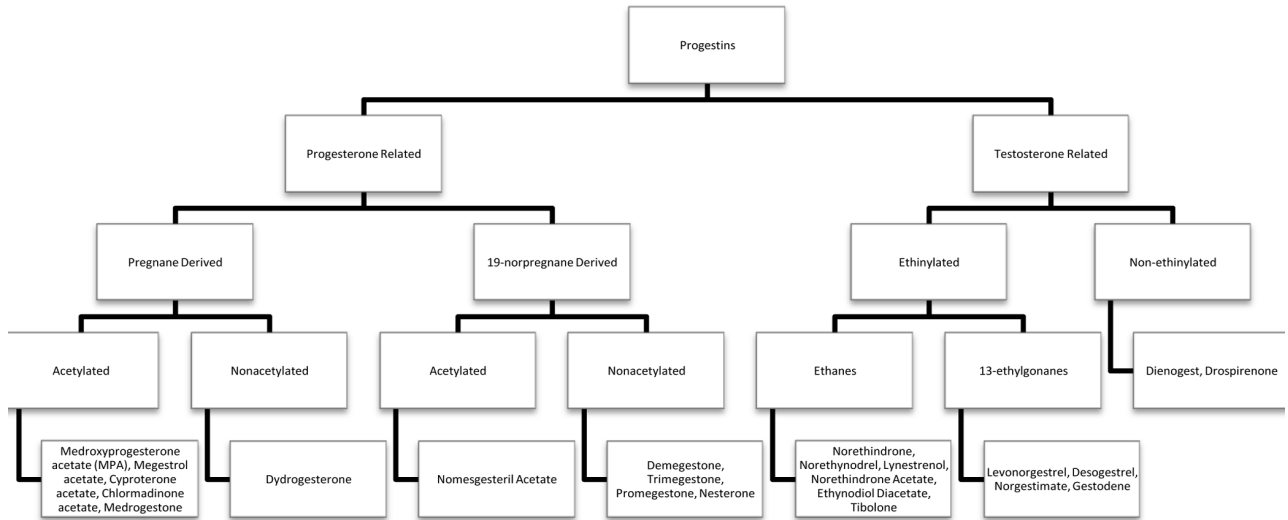 Progestins
Progesterone Related
Testosterone Related
Pregnane Derived
19-norpregnane Derived
Ethinylated
Non-ethinylated
Acetylated
Nonacetylated
Acetylated
Nonacetylated
Ethanes
13-ethylgonanes
Dienogest, Drospirenone
Medroxyprogesterone
acetate (MPA), Megestrol
acetate, Cyproterone
acetate, Chlormadinone
acetate, Medrogestone
Dydrogesterone
Nomesgesteril Acetate
Demegestone,
Trimegestone,
Promegestone, Nesterone
Norethindrone,
Norethynodrel, Lynestrenol,
Norethindrone Acetate,
Ethynodiol Diacetate,
Tibolone
Levonorgestrel, Desogestrel,
Norgestimate, Gestodene